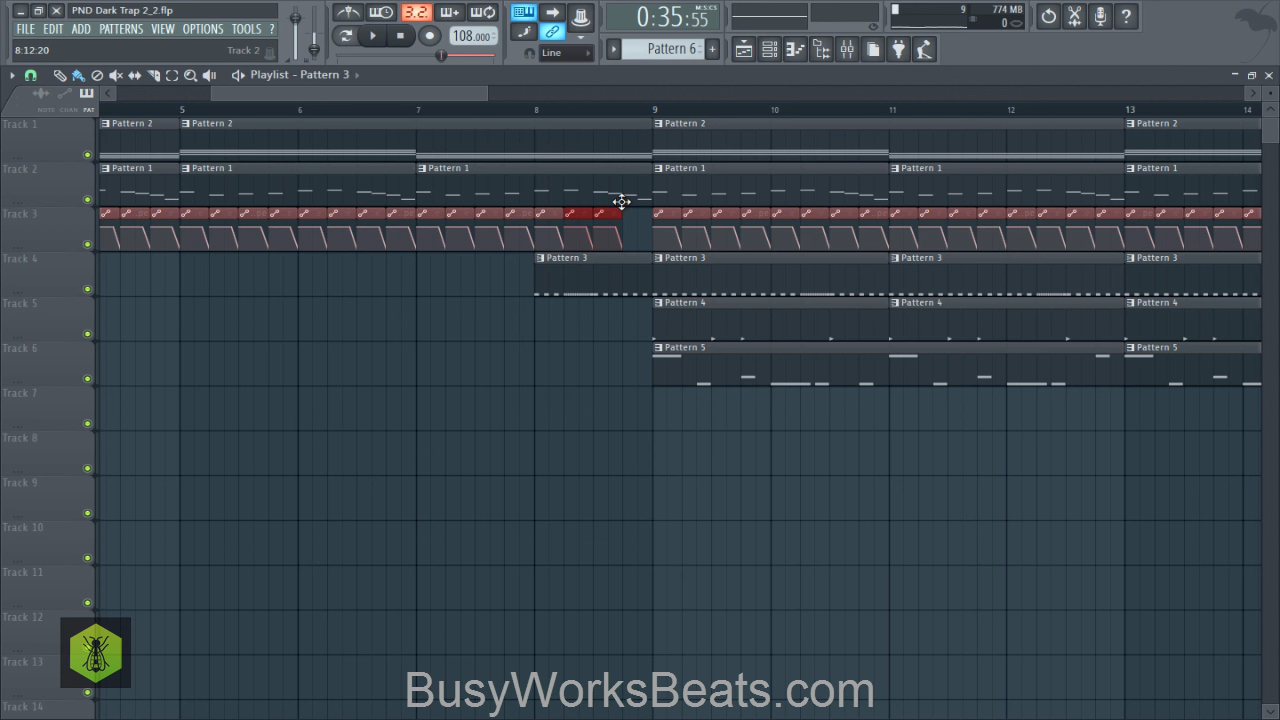 PND Dark Trap 2_2.flp
FILE EDIT ADD PATTERNS VIEW OPTIONS TOOLS ?
8:12:20 Track 2
3.2.
108.000
Line
0:35:55
M:S:CS
Pattern 6
9 774 MB
0
Playlist - Pattern 3
NOTE CHAN PAT
5 6 7 8 9 10 11 12 13 14
Track 1 Pattern 2 Pattern 2 Pattern 2 Pattern 2
Track 2 Pattern 1 Pattern 1 Pattern 1 Pattern 1 Pattern 1 Pattern 1
Track 3
Track 4 Pattern 3 Pattern 3 Pattern 3 Pattern 3
Track 5 Pattern 4 Pattern 4 Pattern 4
Track 6 Pattern 5 Pattern 5
Track 7
Track 8
Track 9
Track 10
Track 11
Track 12
Track 13
Track 14
BusyWorksBeats.com